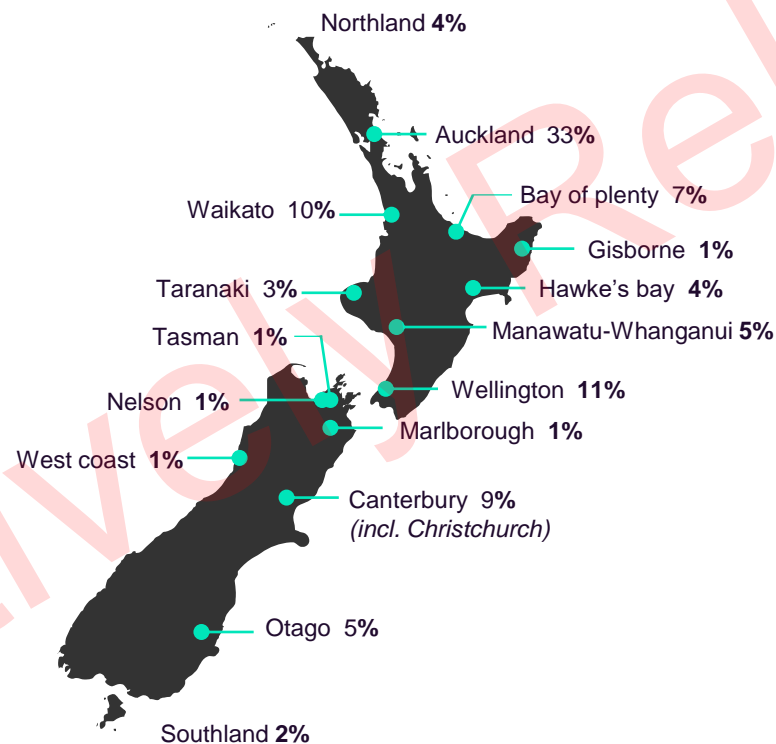 Northland 4%
Auckland 33%
Bay of plenty 7%
Waikato 10%
Gisborne 1%
Taranaki 3%
Hawke's bay 4%
Manawatu-Whanganui 5%
Tasman 1%
Wellington 11%
Nelson 1%
Marlborough 1%
West coast 1%
Canterbury 9%
(incl. Christchurch)
Otago 5%
Southland 2%